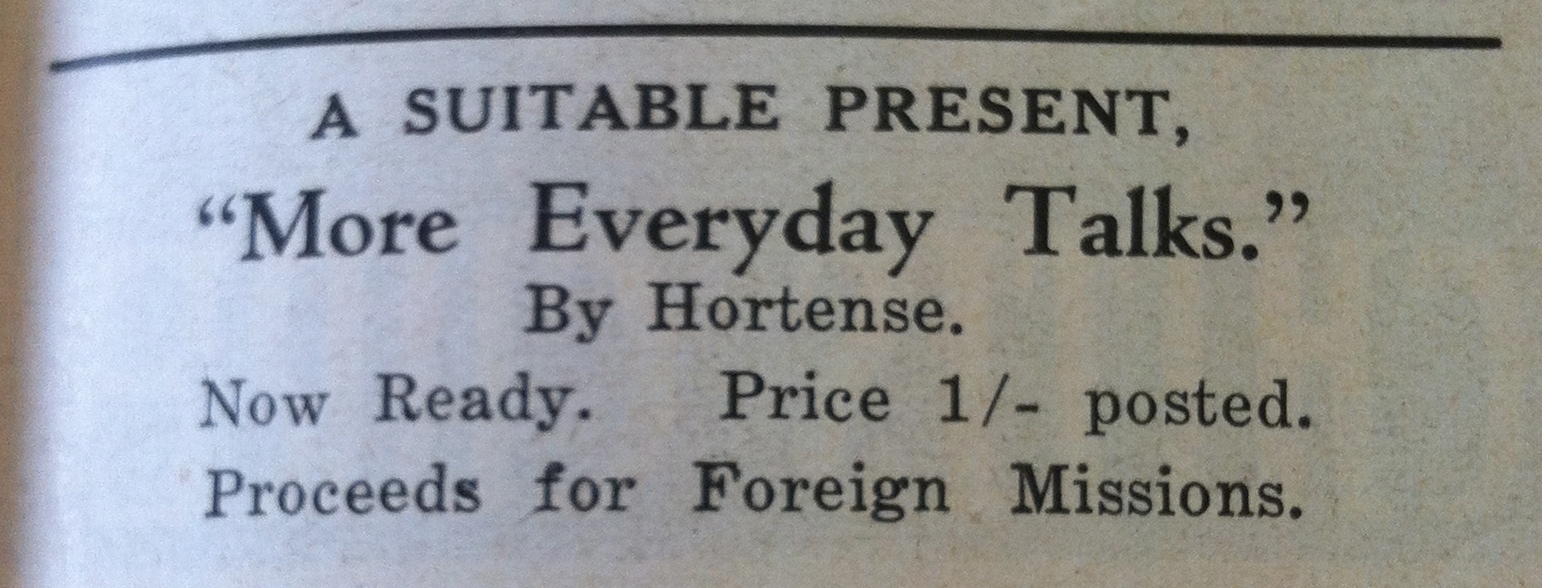 A SUITABLE PRESENT,
“More Everyday Talks.”
By Hortense.
Now Ready. Price 1/- posted.
Proceeds for Foreign Missions.